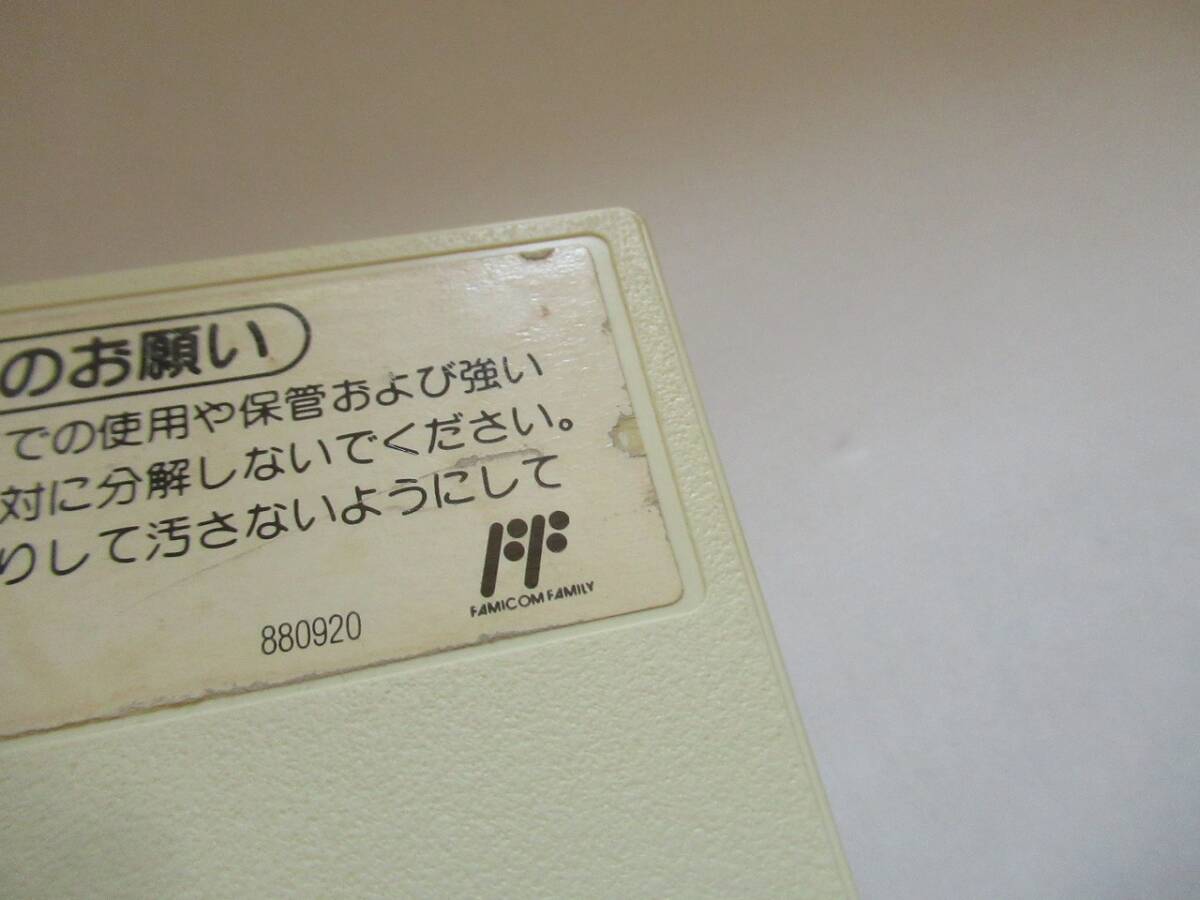 のお願い
での使用や保管および強い
対に分解しないでください。
りして汚さないようにして
FAMICOM FAMILY
880920